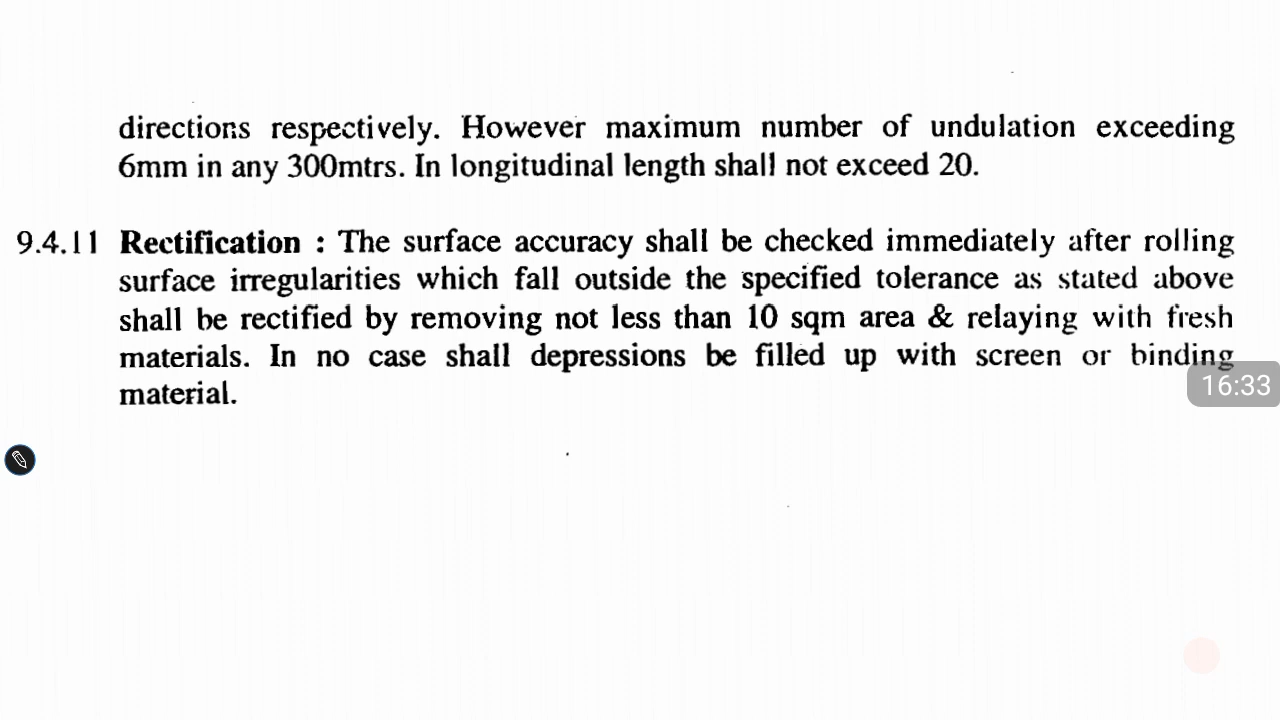 directions respectively. However maximum number of undulation exceeding
6mm in any 300mtrs. In longitudinal length shall not exceed 20.
9.4.11 Rectification : The surface accuracy shall be checked immediately after rolling
surface irregularities which fall outside the specified tolerance as stated above
shall be rectified by removing not less than 10 sqm area & relaying with fresh
materials. In no case shall depressions be filled up with screen or binding
material.
16:33